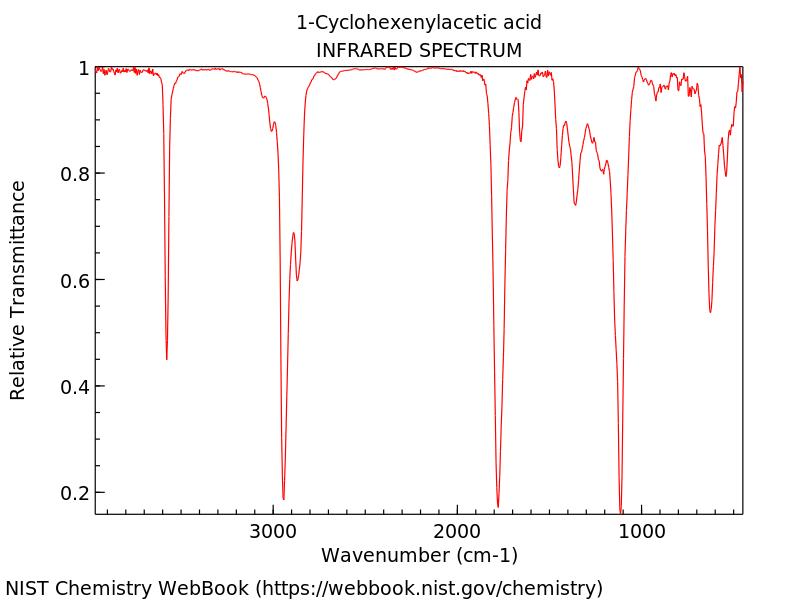 1-Cyclohexenylacetic acid
INFRARED SPECTRUM
1
0.8
0.6
0.4
0.2
Relative Transmittance
3000 2000 1000
Wavenumber (cm-1)
NIST Chemistry WebBook (https://webbook.nist.gov/chemistry)